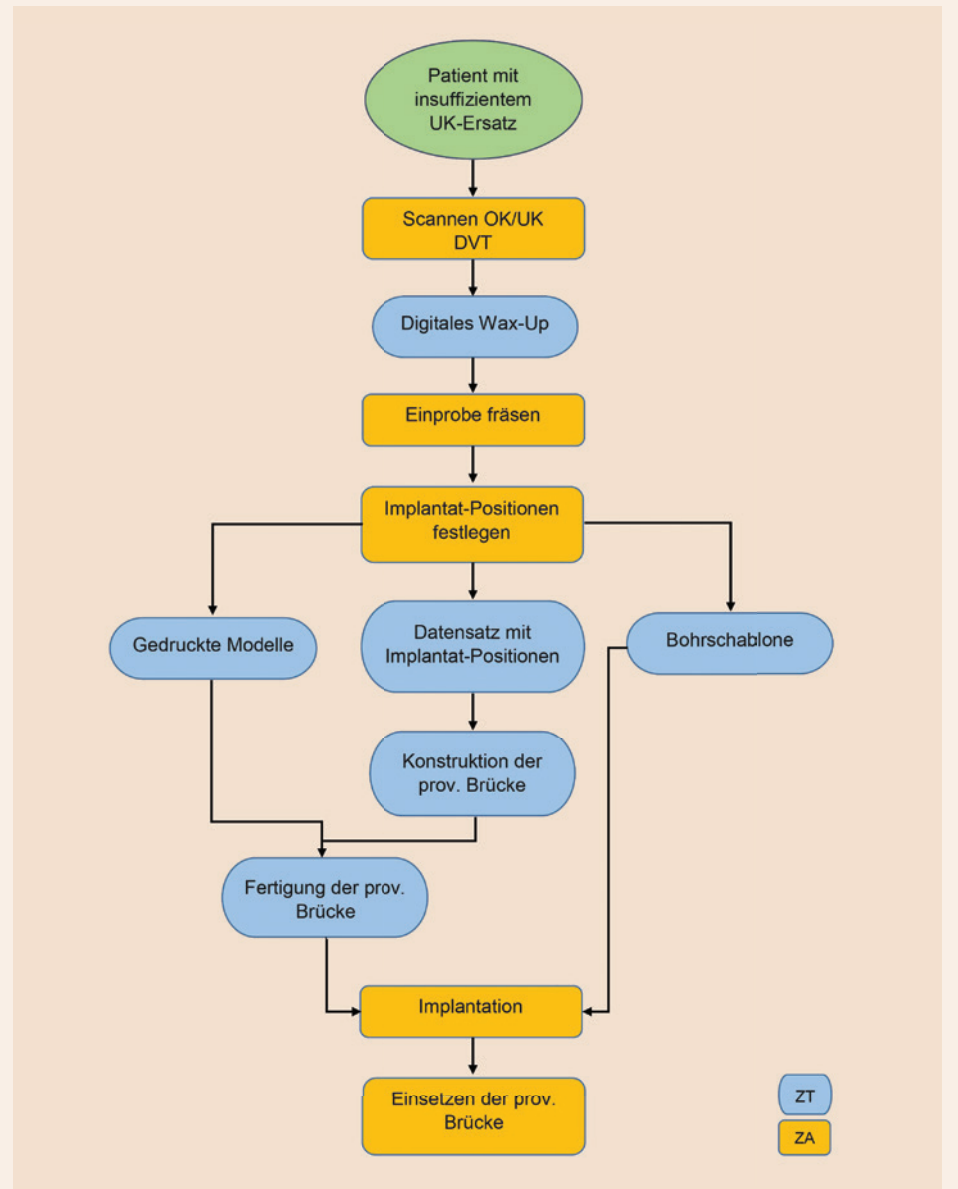 Patient mit
insuffizientem
UK-Ersatz
Scannen OK/UK
DVT
Digitales Wax-Up
Einprobe fräsen
Implantat-Positionen
festlegen
Gedruckte Modelle
Datensatz mit
Implantat-Positionen
Bohrschablone
Konstruktion der
prov. Brücke
Fertigung der prov.
Brücke
Implantation
Einsetzen der prov.
Brücke
ZT
ZA